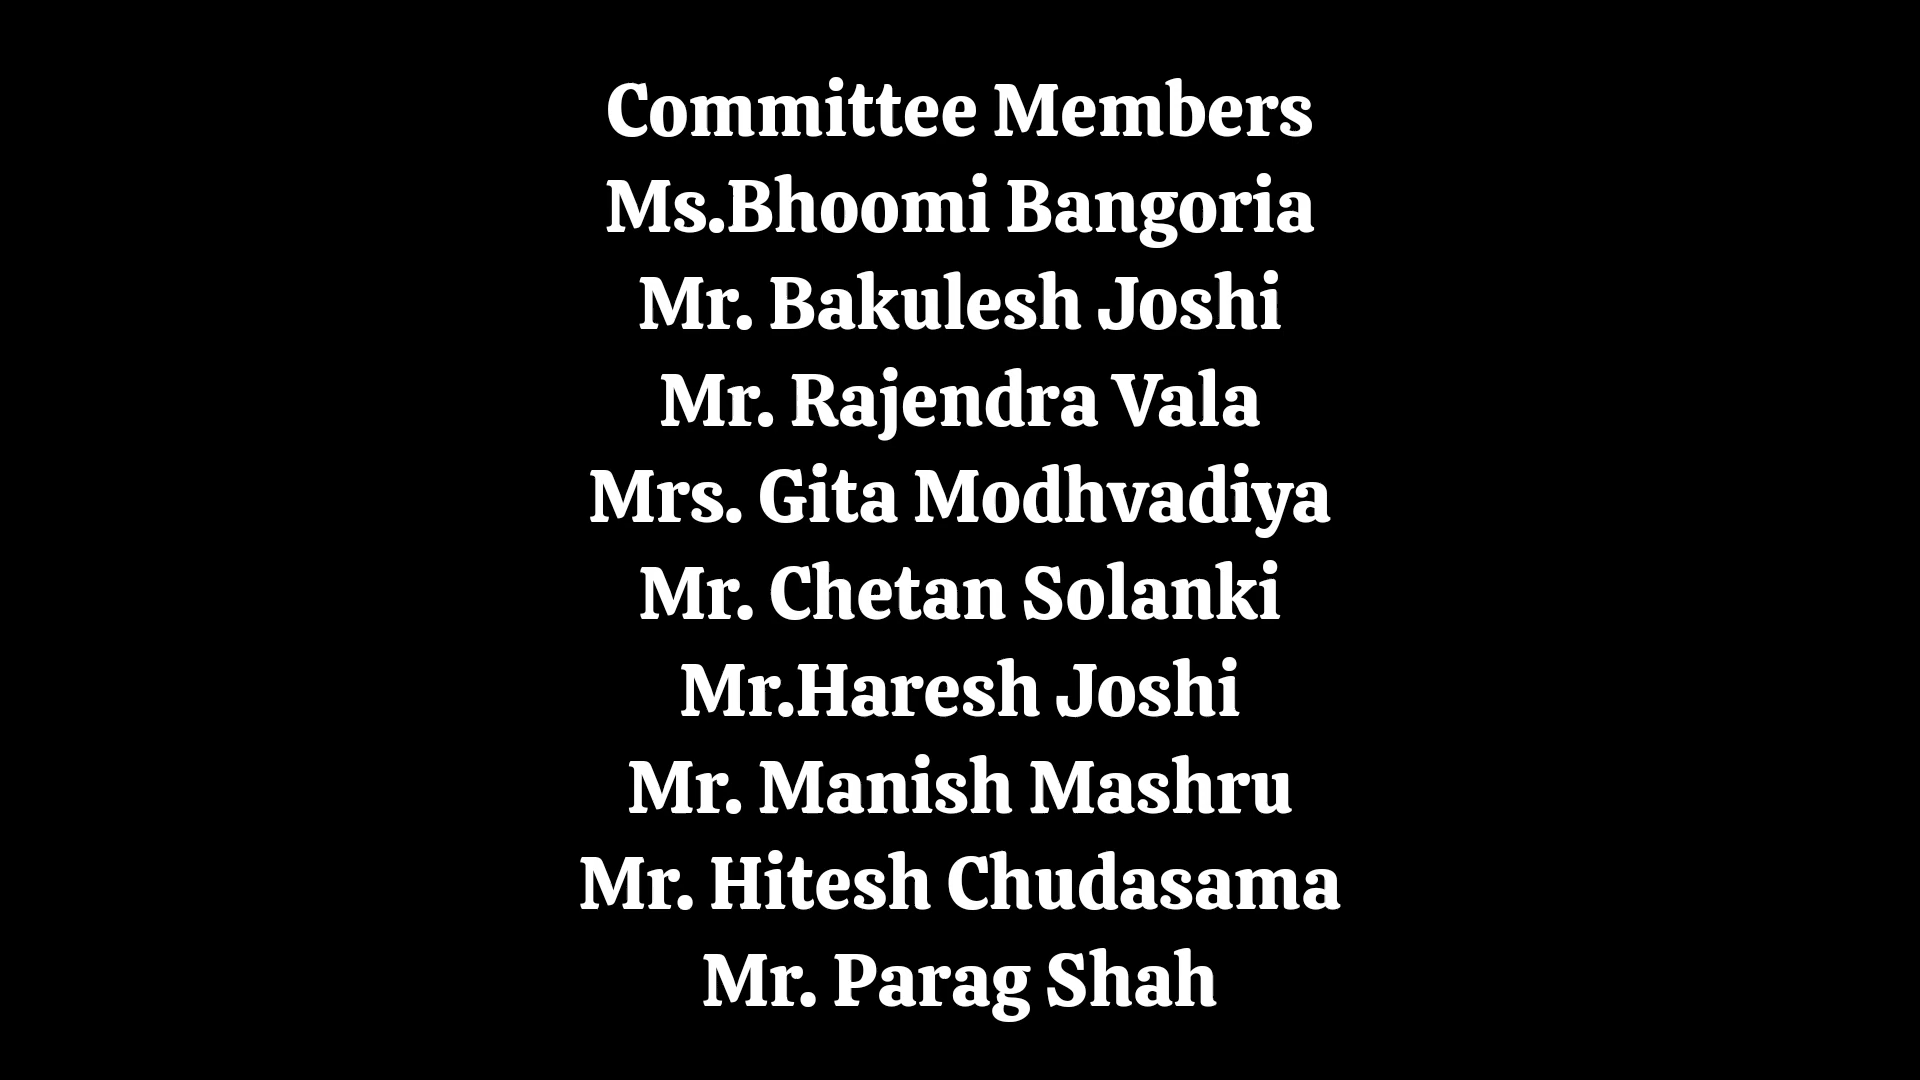 Committee Members
Ms.Bhoomi Bangoria
Mr. Bakulesh Joshi
Mr. Rajendra Vala
Mrs. Gita Modhvadiya
Mr. Chetan Solanki
Mr.Haresh Joshi
Mr. Manish Mashru
Mr. Hitesh Chudasama
Mr. Parag Shah